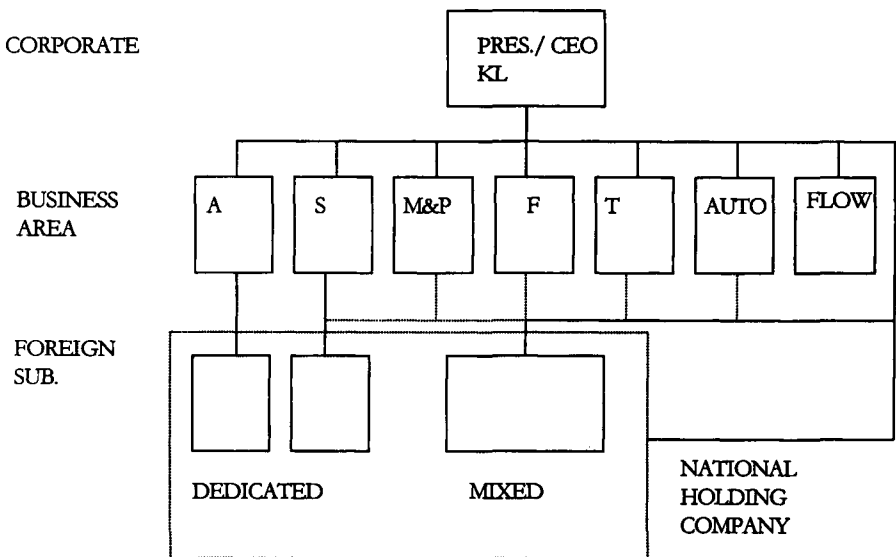 CORPORATE
PRES./ CEO
KL
BUSINESS
AREA
A
S
M&P
F
T
AUTO
FLOW
FOREIGN
SUB.
DEDICATED
MIXED
NATIONAL
HOLDING
COMPANY